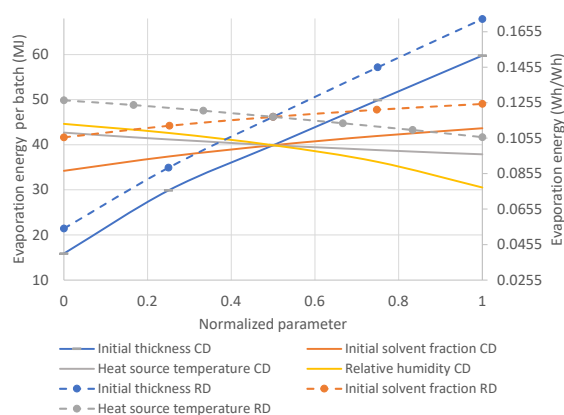 Evaporation energy per batch (MJ)
60
50
40
30
20
10
0.1655
0.1455
0.1255
0.1055
0.0855
0.0655
0.0455
0.0255
Evaporation energy (Wh/Wh)
0 0.2 0.4 0.6 0.8 1
Normalized parameter
Initial thickness CD Initial solvent fraction CD
Heat source temperature CD Relative humidity CD
Initial thickness RD Initial solvent fraction RD
Heat source temperature RD